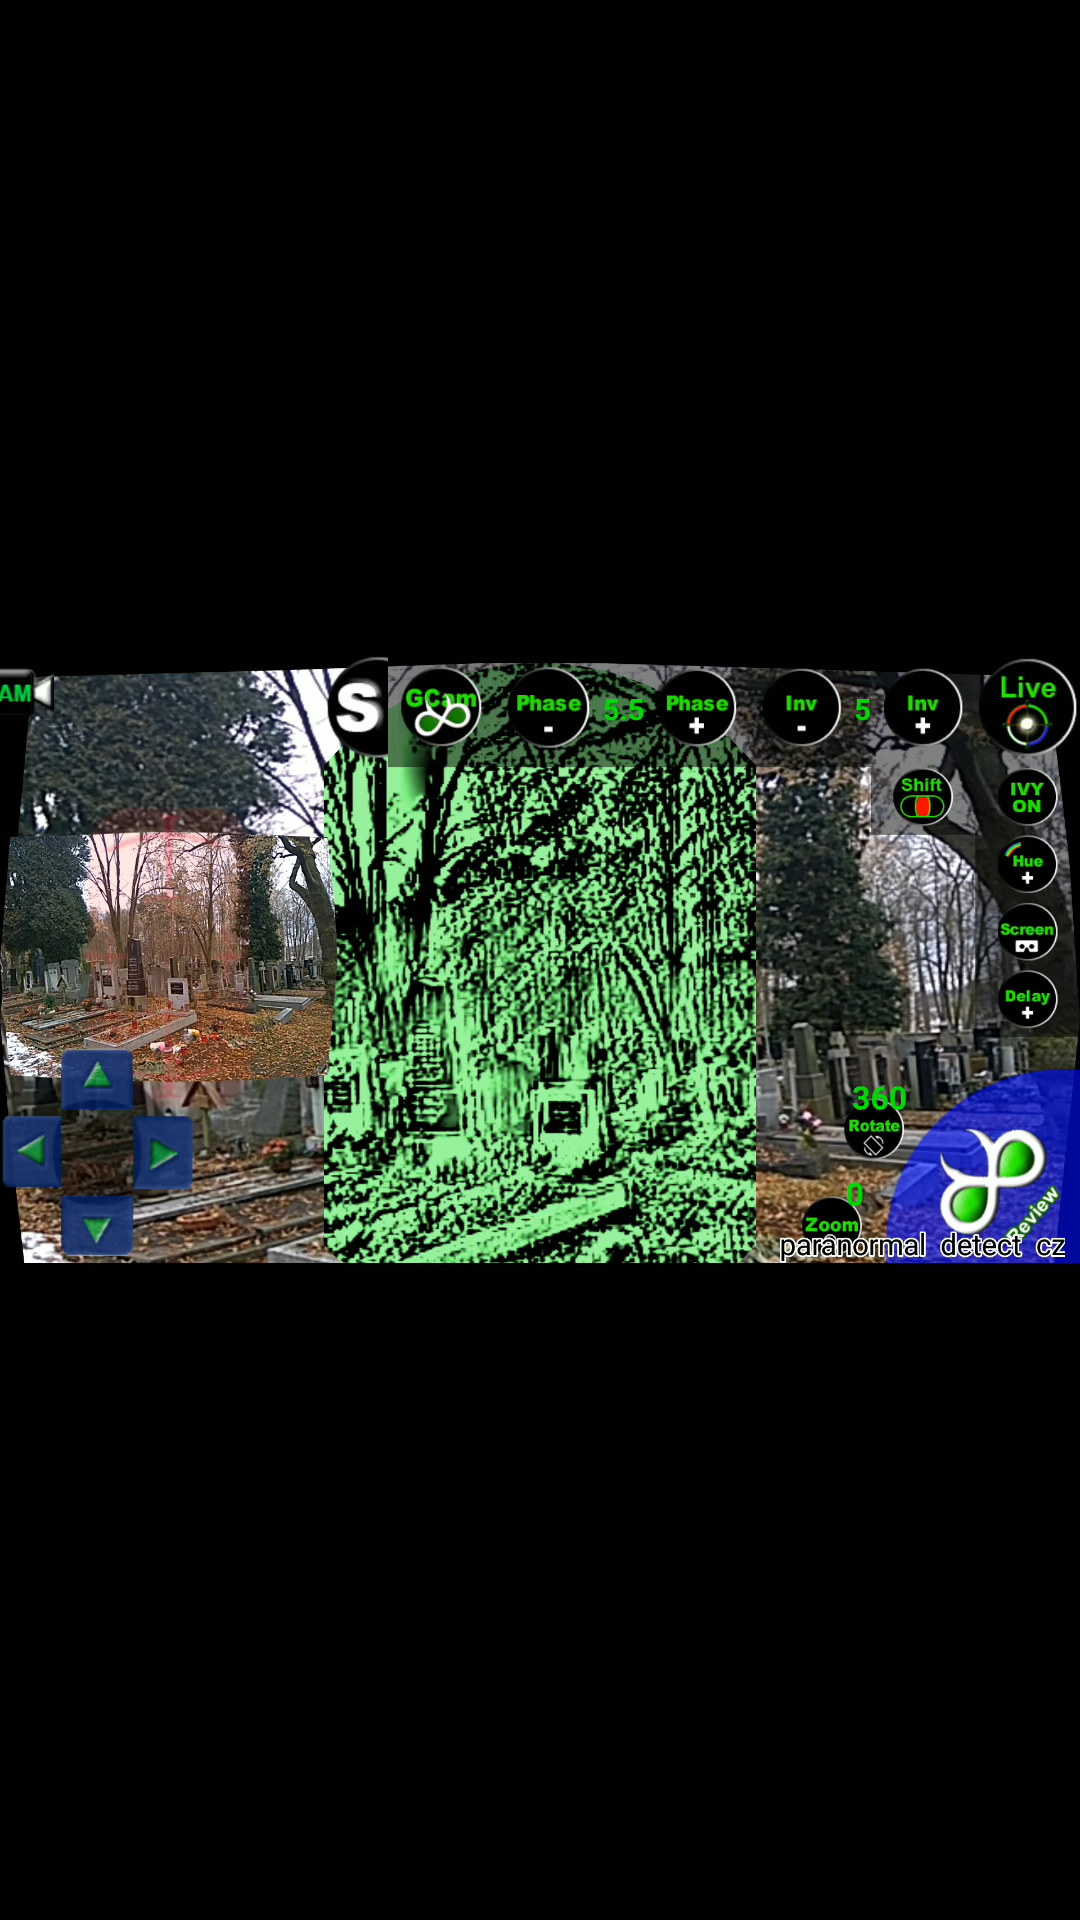 AM
S
GCam
Phase
-
5.5
Phase
+
Inv
-
5
Inv
+
Live
Shift
IVY
ON
Hue
+
Screen
Delay
+
360
Rotate
0
Zoom
Review
paranormal detect cz